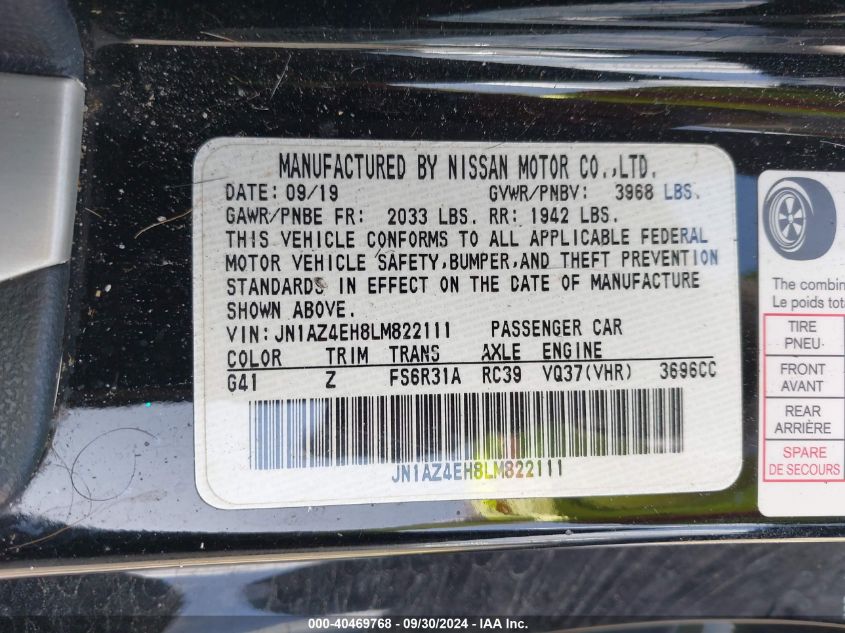 MANUFACTURED BY NISSAN MOTOR CO.,LTD.
DATE: 09/19 GVWR/PNBV: 3968 LBS.
GAWR/PNBE FR: 2033 LBS. RR: 1942 LBS.
THIS VEHICLE CONFORMS TO ALL APPLICABLE FEDERAL
MOTOR VEHICLE SAFETY,BUMPER,AND THEFT PREVENTION
STANDARDS IN EFFECT ON THE DATE OF MANUFACTURE
SHOWN ABOVE.
VIN: JN1AZ4EH8LM822111 PASSENGER CAR
COLOR TRIM TRANS AXLE ENGINE
G41 Z FS6R31A RC39 VQ37(VHR) 3696CC
JN1AZ4EH8LM822111
The combin
Le poids tota
TIRE
PNEU
FRONT
AVANT
REAR
ARRIÈRE
SPARE
DE SECOURS
000-40469768 - 09/30/2024 - IAA Inc.